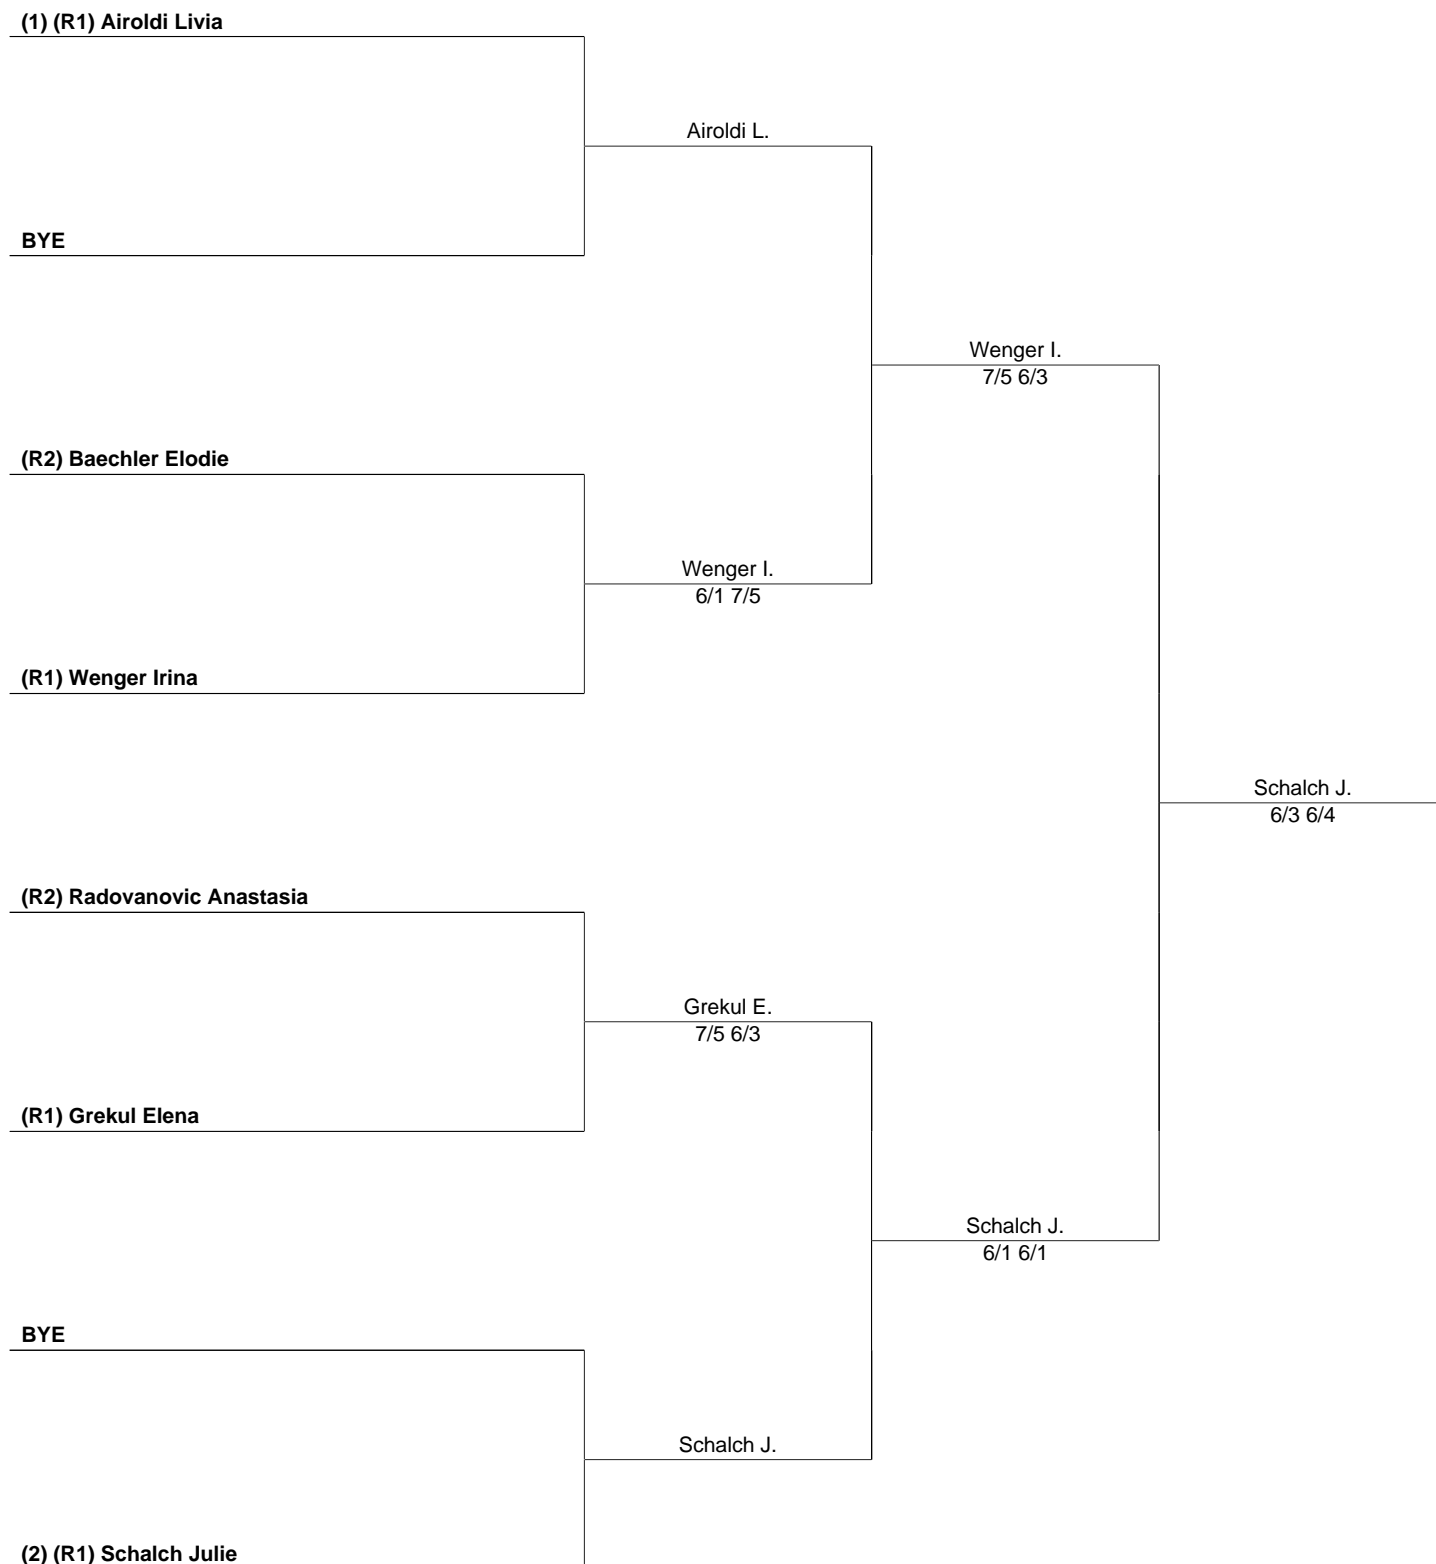 (1) (R1) Airoldi Livia
Airoldi L.
BYE
Wenger I.
7/5 6/3
(R2) Baechler Elodie
Wenger I.
6/1 7/5
(R1) Wenger Irina
Schalch J.
6/3 6/4
(R2) Radovanovic Anastasia
Grekul E.
7/5 6/3
(R1) Grekul Elena
Schalch J.
6/1 6/1
BYE
Schalch J.
(2) (R1) Schalch Julie